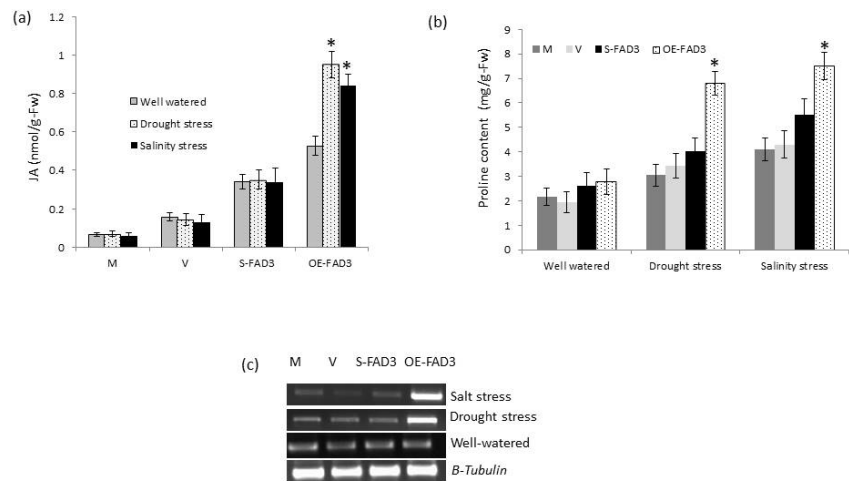 (a)
JA (nmol/g-Fw)
1.2
1
0.8
0.6
0.4
0.2
0
Well watered
Drought stress
Salinity stress
*
*
M V S-FAD3 OE-FAD3
(b)
Proline content (mg/g-Fw)
9
8
7
6
5
4
3
2
1
0
M V S-FAD3 OE-FAD3
*
*
Well watered Drought stress Salinity stress
(c)
M V S-FAD3 OE-FAD3
Salt stress
Drought stress
Well-watered
B-Tubulin